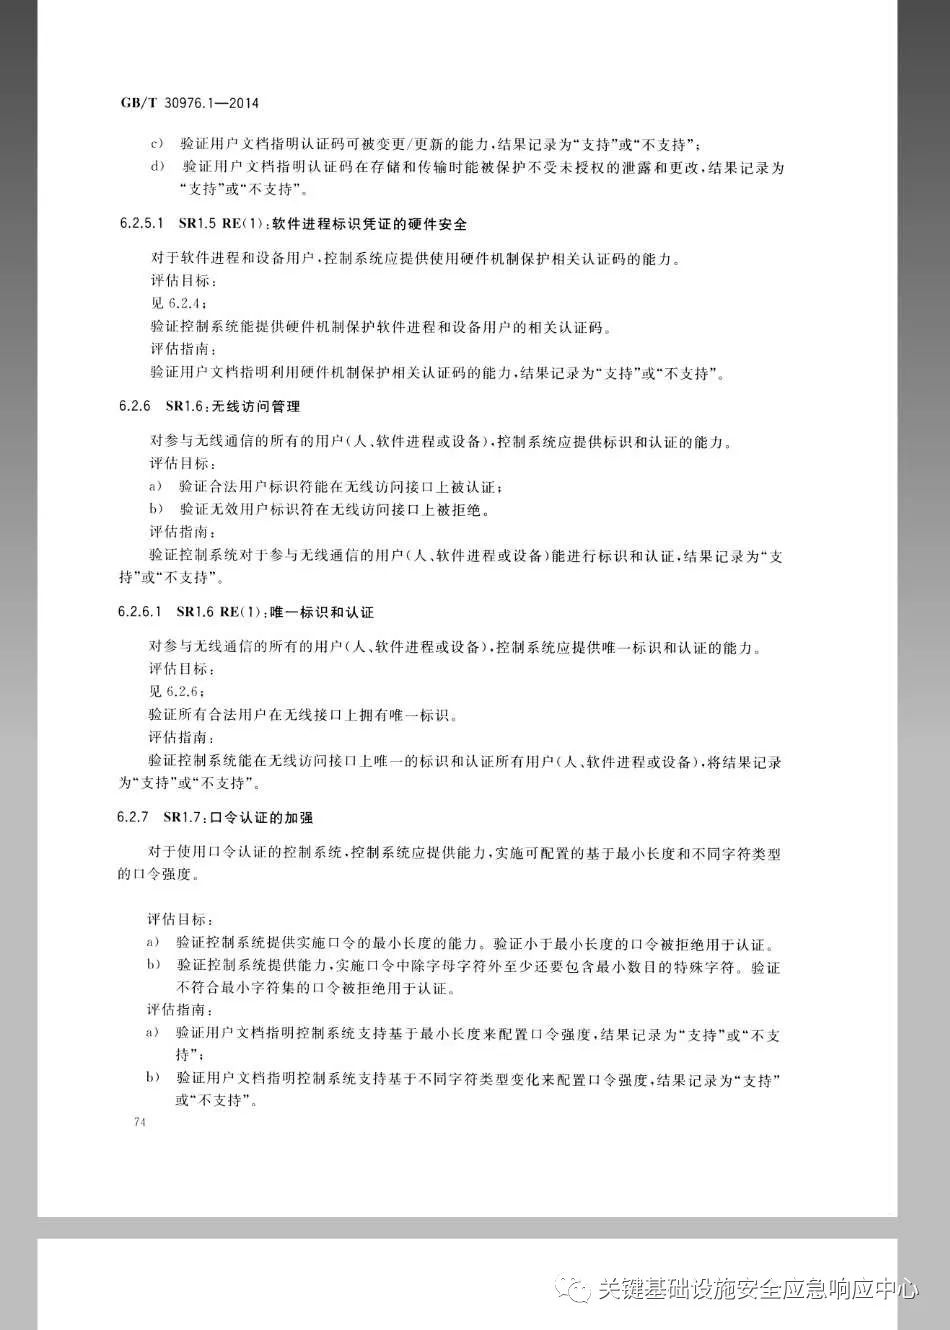 GB/T 30976.1—2014
c) 验证用户文档指明认证码可被变更/更新的能力,结果记录为“支持”或“不支持”;
d) 验证用户文档指明认证码在存储和传输时能被保护不受未授权的泄露和更改,结果记录为
“支持”或“不支持”。
6.2.5.1 SR1.5 RE(1):软件进程标识凭证的硬件安全
对于软件进程和设备用户,控制系统应提供使用硬件机制保护相关认证码的能力。
评估目标:
见 6.2.4;
验证控制系统能提供硬件机制保护软件进程和设备用户的相关认证码。
评估指南:
验证用户文档指明利用硬件机制保护相关认证码的能力,结果记录为“支持”或“不支持”。
6.2.6 SR1.6:无线访问管理
对参与无线通信的所有的用户(人、软件进程或设备),控制系统应提供标识和认证的能力。
评估目标:
a) 验证合法用户标识符能在无线访问接口上被认证;
b) 验证无效用户标识符在无线访问接口上被拒绝。
评估指南:
验证控制系统对于参与无线通信的用户(人、软件进程或设备)能进行标识和认证,结果记录为“支
持”或“不支持”。
6.2.6.1 SR1.6 RE(1):唯一标识和认证
对参与无线通信的所有的用户(人、软件进程或设备),控制系统应提供唯一标识和认证的能力。
评估目标:
见 6.2.6;
验证所有合法用户在无线接口上拥有唯一标识。
评估指南:
验证控制系统能在无线访问接口上唯一的标识和认证所有用户(人、软件进程或设备),将结果记录
为“支持”或“不支持”。
6.2.7 SR1.7:口令认证的加强
对于使用口令认证的控制系统,控制系统应提供能力,实施可配置的基于最小长度和不同字符类型
的口令强度。
评估目标:
a) 验证控制系统提供实施口令的最小长度的能力。验证小于最小长度的口令被拒绝用于认证。
b) 验证控制系统提供能力,实施口令中除字母字符外至少还要包含最小数目的特殊字符。验证
不符合最小字符集的口令被拒绝用于认证。
评估指南:
a) 验证用户文档指明控制系统支持基于最小长度来配置口令强度,结果记录为“支持”或“不支
持”;
b) 验证用户文档指明控制系统支持基于不同字符类型变化来配置口令强度,结果记录为“支持”
或“不支持”。
74
关键基础设施安全应急响应中心